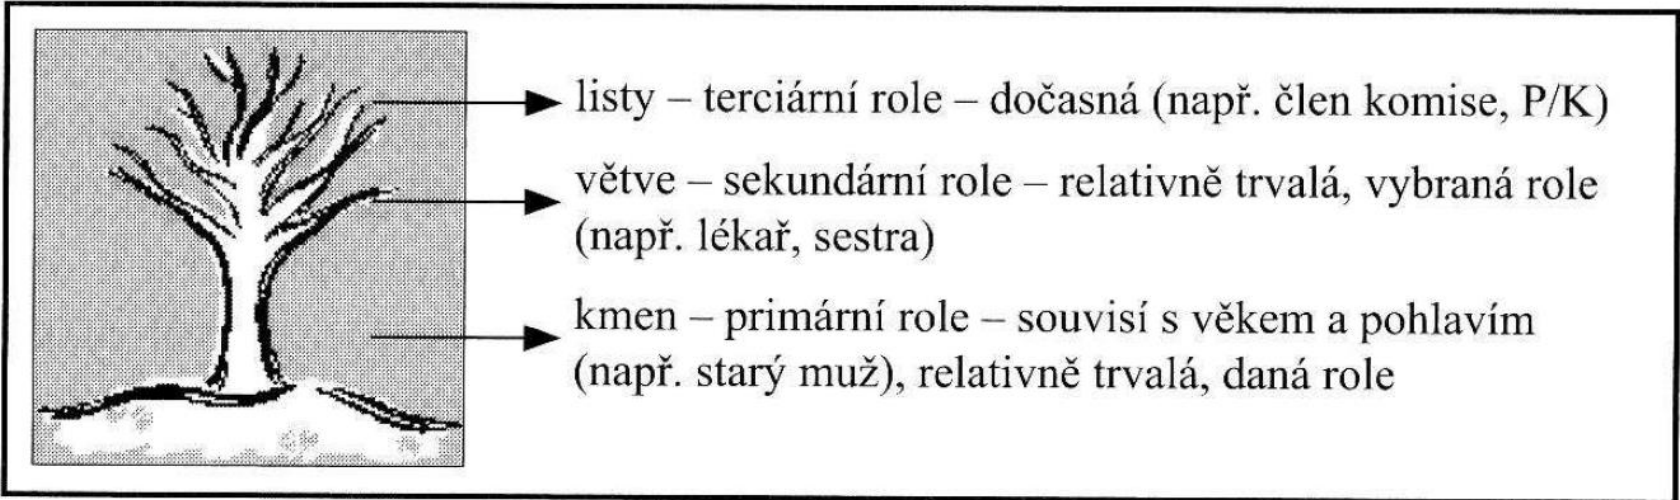 listy – terciární role – dočasná (např. člen komise, P/K)
větve – sekundární role – relativně trvalá, vybraná role
(např. lékař, sestra)
kmen – primární role – souvisí s věkem a pohlavím
(např. starý muž), relativně trvalá, daná role